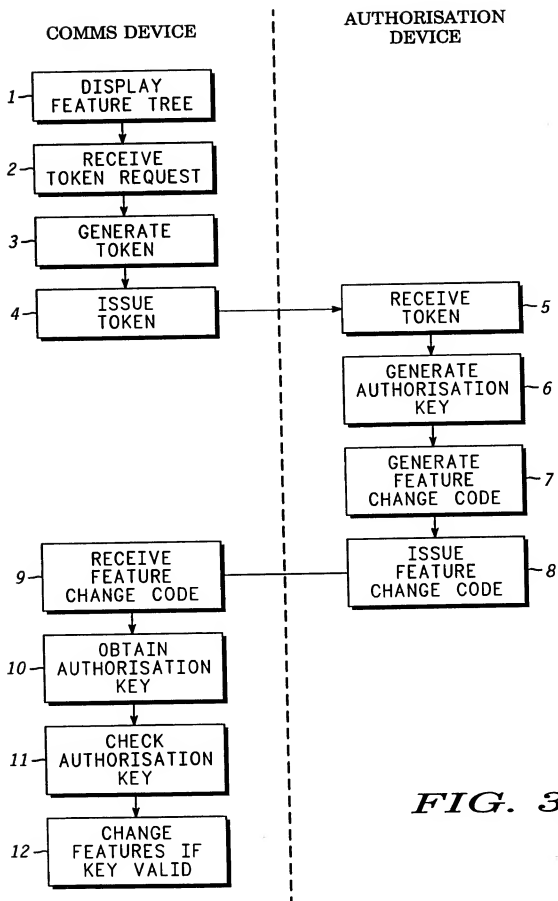 COMMS DEVICE
AUTHORISATION
DEVICE
1
DISPLAY
FEATURE TREE
2
RECEIVE
TOKEN REQUEST
3
GENERATE
TOKEN
4
ISSUE
TOKEN
RECEIVE
TOKEN
5
GENERATE
AUTHORISATION
KEY
6
GENERATE
FEATURE
CHANGE CODE
7
ISSUE
FEATURE
CHANGE CODE
8
9
RECEIVE
FEATURE
CHANGE CODE
10
OBTAIN
AUTHORISATION
KEY
11
CHECK
AUTHORISATION
KEY
12
CHANGE
FEATURES IF
KEY VALID
FIG. 3